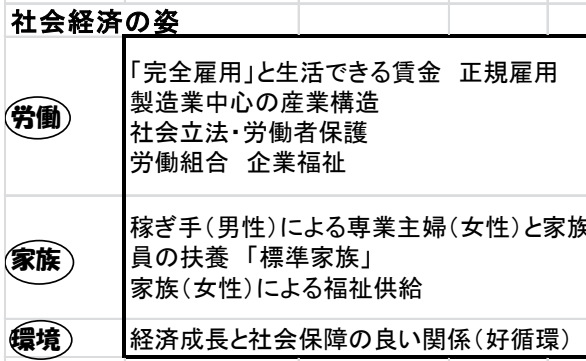 社会経済の姿
労働
「完全雇用」と生活できる賃金 正規雇用
製造業中心の産業構造
社会立法・労働者保護
労働組合 企業福祉
家族
稼ぎ手(男性)による専業主婦(女性)と家族
員の扶養 「標準家族」
家族(女性)による福祉供給
環境
経済成長と社会保障の良い関係(好循環)